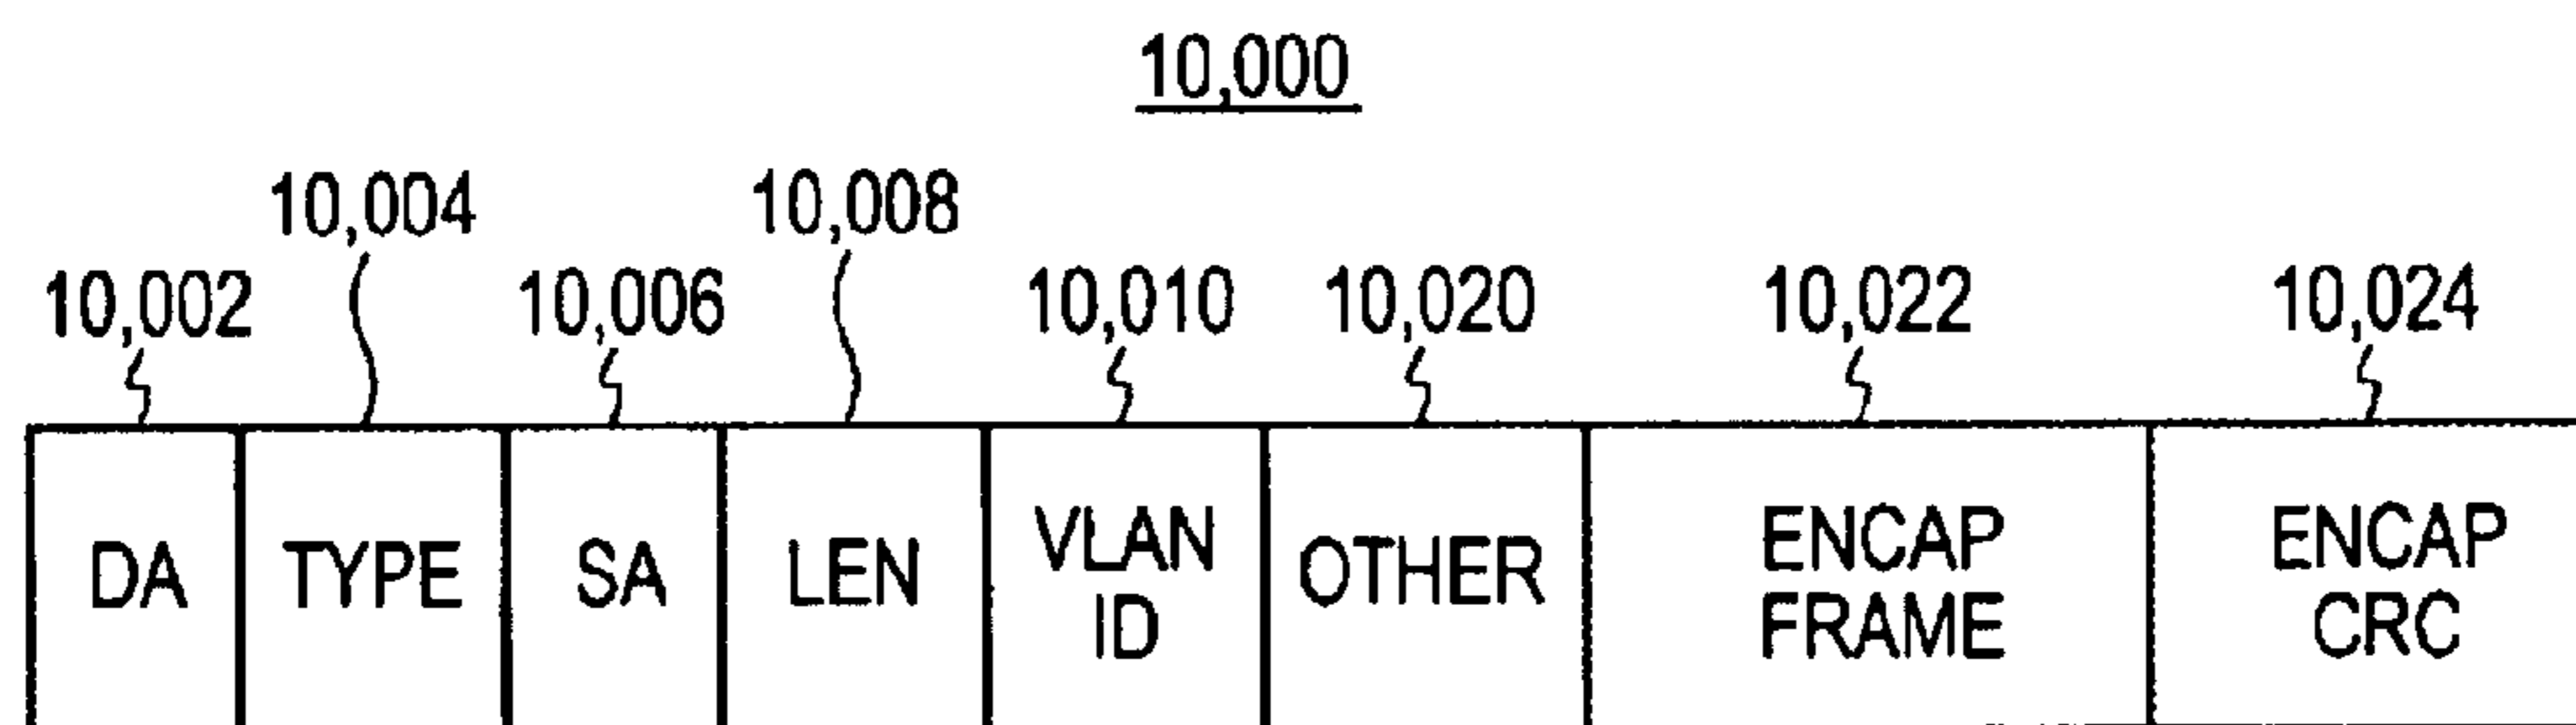 10,000
10,004 10,008
10,002 10,006 10,010 10,020 10,022 10,024
DA TYPE SA LEN VLAN ID OTHER ENCAP FRAME ENCAP CRC